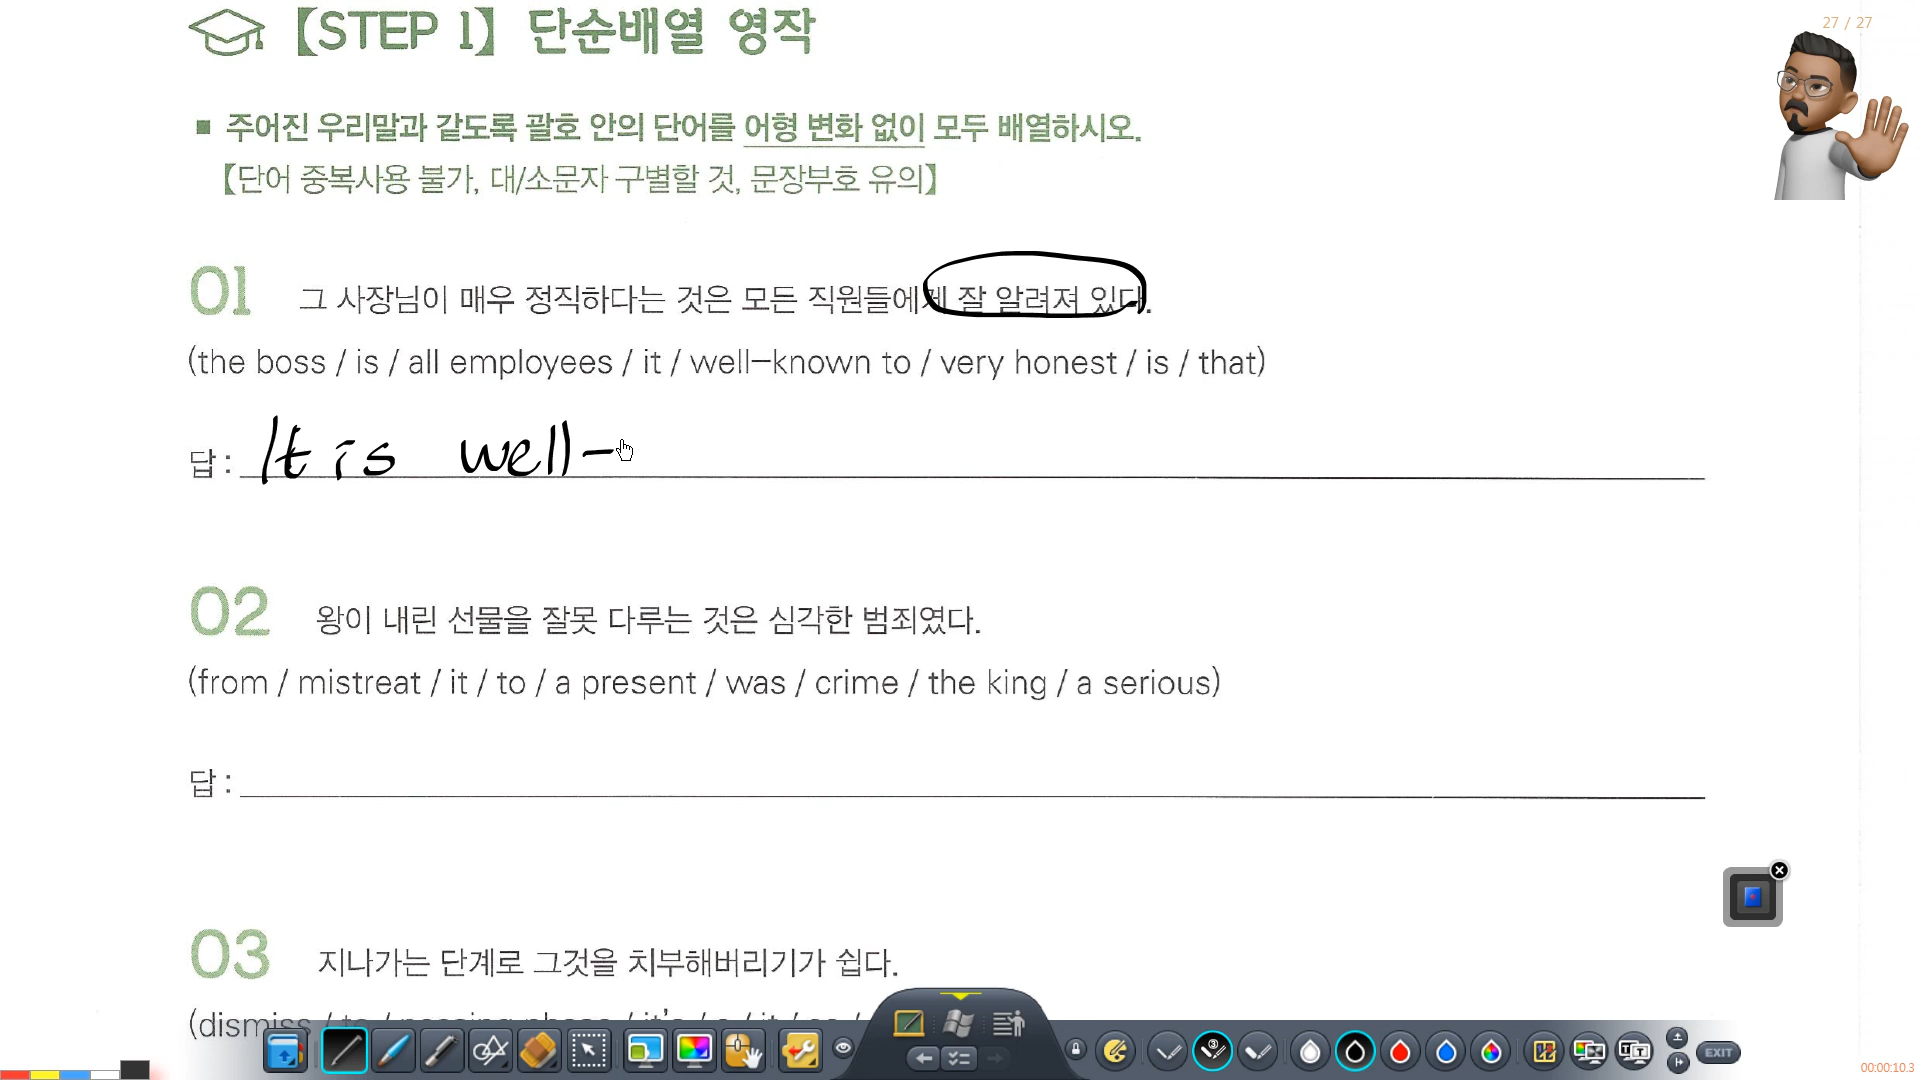 27 / 27
【STEP 1】 단순배열 영작
■ 주어진 우리말과 같도록 괄호 안의 단어를 어형 변화 없이 모두 배열하시오.
【단어 중복사용 불가, 대/소문자 구별할 것, 문장부호 유의】
01 그 사장님이 매우 정직하다는 것은 모든 직원들에게 잘 알려져 있다.
(the boss / is / all employees / it / well-known to / very honest / is / that)
답 : It is well-
02 왕이 내린 선물을 잘못 다루는 것은 심각한 범죄였다.
(from / mistreat / it / to / a present / was / crime / the king / a serious)
답 :
03 지나가는 단계로 그것을 치부해버리기가 쉽다.
(dismiss / to / passing phase / it's / a / it / as /
EXIT
00:00:10.3